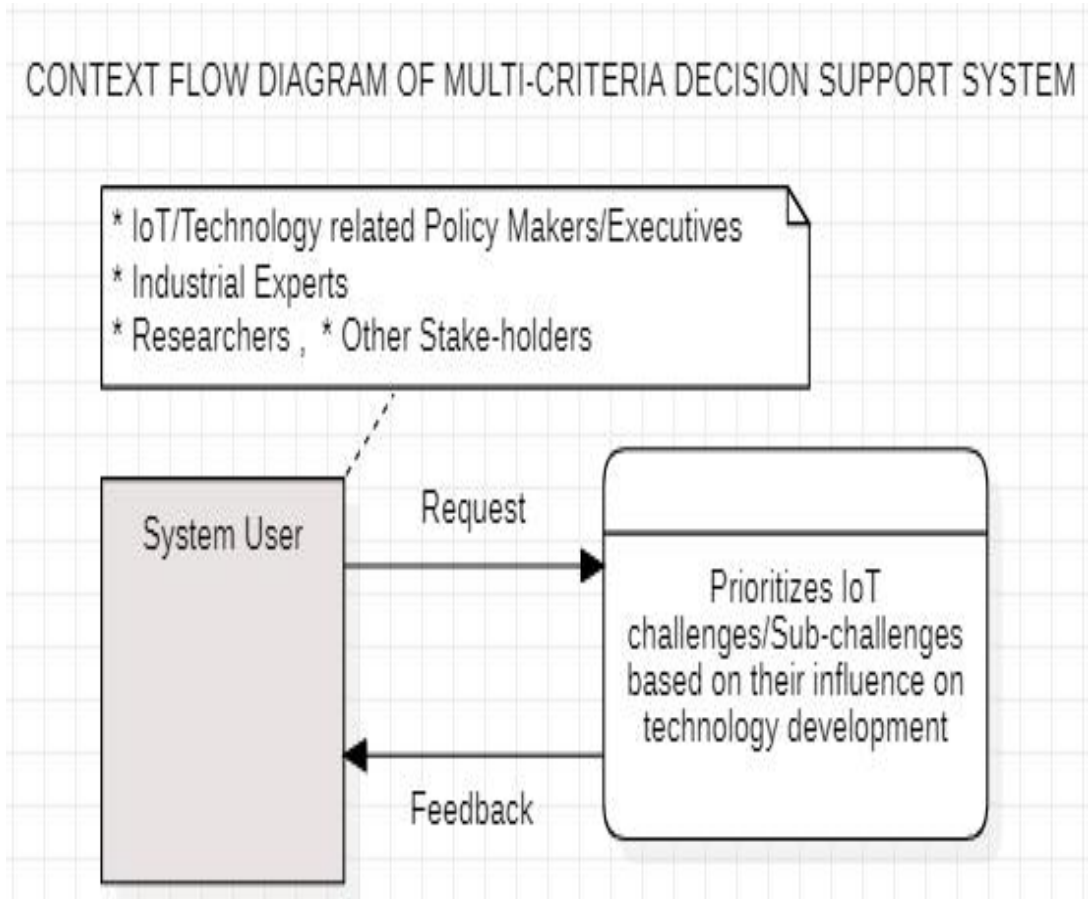 CONTEXT FLOW DIAGRAM OF MULTI-CRITERIA DECISION SUPPORT SYSTEM
* IoT/Technology related Policy Makers/Executives
* Industrial Experts
* Researchers , * Other Stake-holders
System User
Request
Prioritizes IoT
challenges/Sub-challenges
based on their influence on
technology development
Feedback